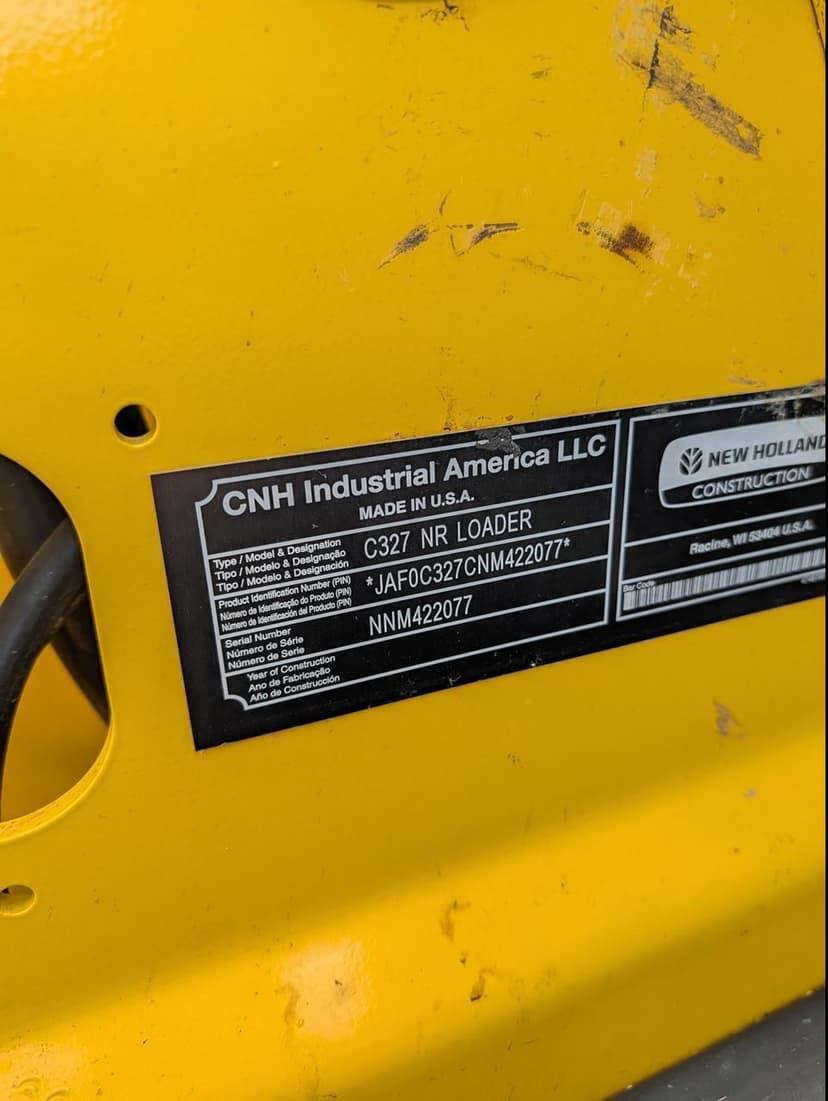 CNH Industrial America LLC
MADE IN U.S.A.
Type / Model & Designation
Tipo / Modelo & Designação
Tipo / Modelo & Designación
C327 NR LOADER
Product Identification Number (PIN)
Número de Identificação do Produto (PIN)
Número de Identificación del Producto (PIN)
*JAF0C327CNM422077*
Serial Number
Número de Série
Número de Serie
NNM422077
Year of Construction
Ano de Fabricação
Año de Construcción
NEW HOLLAND
CONSTRUCTION
Racine, WI 53404 U.S.A.
Bar Code